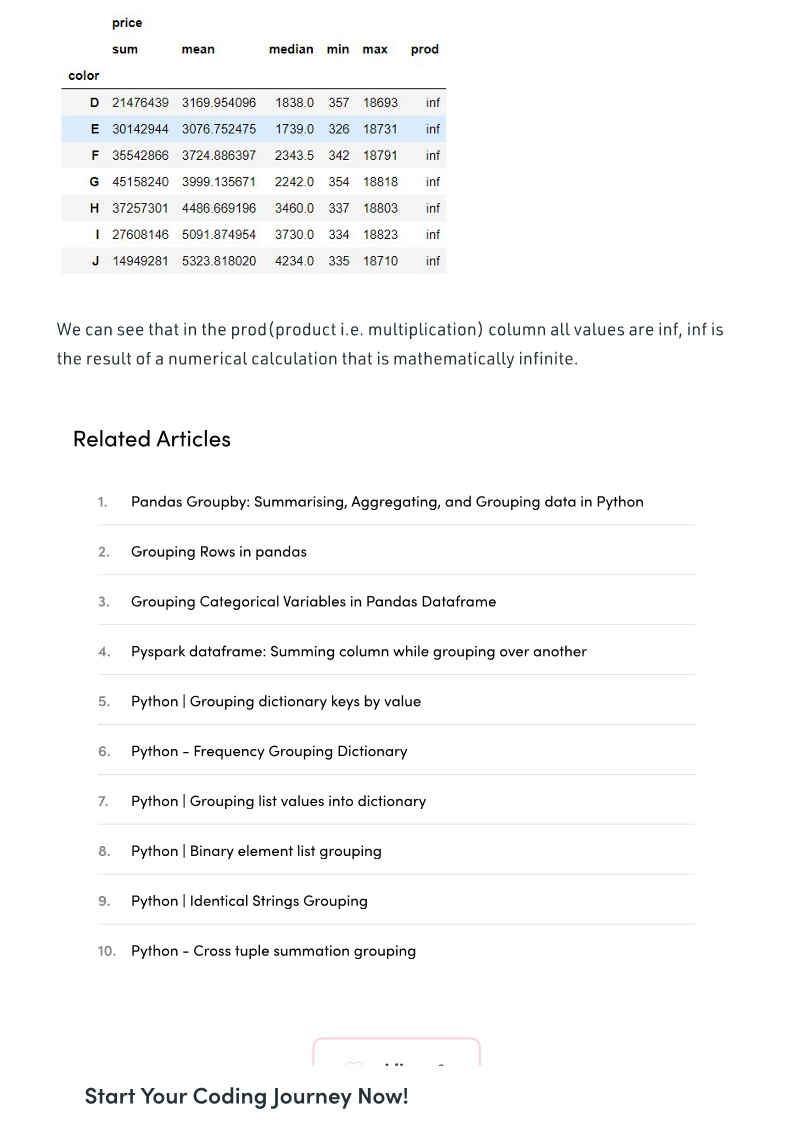 price
sum mean median min max prod
color
D 21476439 3169.954096 1838.0 357 18693 inf
E 30142944 3076.752475 1739.0 326 18731 inf
F 35542866 3724.886397 2343.5 342 18791 inf
G 45158240 3999.135671 2242.0 354 18818 inf
H 37257301 4486.669196 3460.0 337 18803 inf
I 27608146 5091.874954 3730.0 334 18823 inf
J 14949281 5323.818020 4234.0 335 18710 inf
We can see that in the prod(product i.e. multiplication) column all values are inf, inf is
the result of a numerical calculation that is mathematically infinite.
Related Articles
1. Pandas Groupby: Summarising, Aggregating, and Grouping data in Python
2. Grouping Rows in pandas
3. Grouping Categorical Variables in Pandas Dataframe
4. Pyspark dataframe: Summing column while grouping over another
5. Python | Grouping dictionary keys by value
6. Python - Frequency Grouping Dictionary
7. Python | Grouping list values into dictionary
8. Python | Binary element list grouping
9. Python | Identical Strings Grouping
10. Python - Cross tuple summation grouping
Start Your Coding Journey Now!